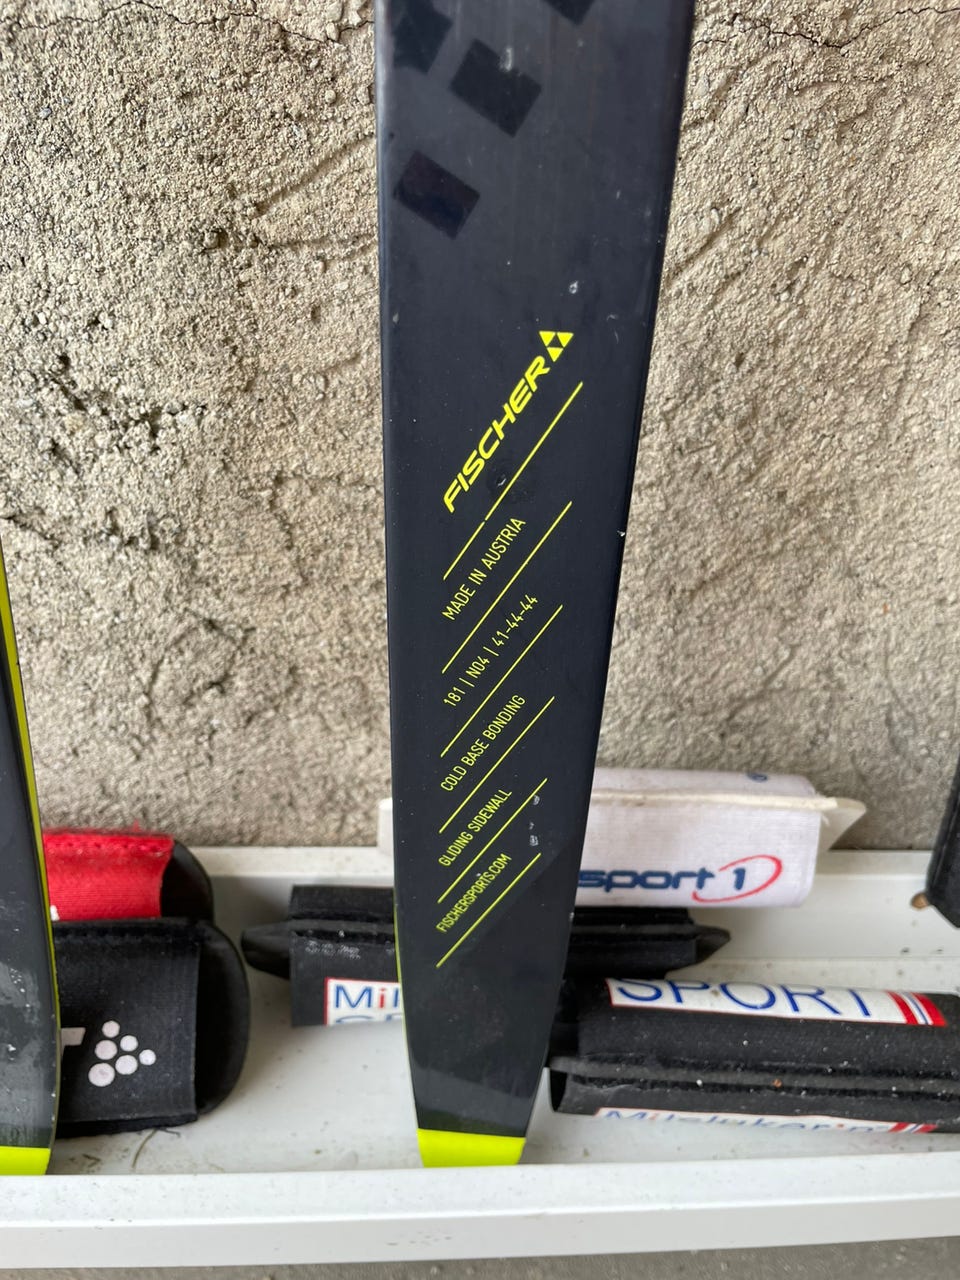 FISCHER
MADE IN AUSTRIA
181 | N04 | 41-44-44
COLD BASE BONDING
GLIDING SIDEWALL
FISCHERSPORTS.COM
sport 1
SPORT